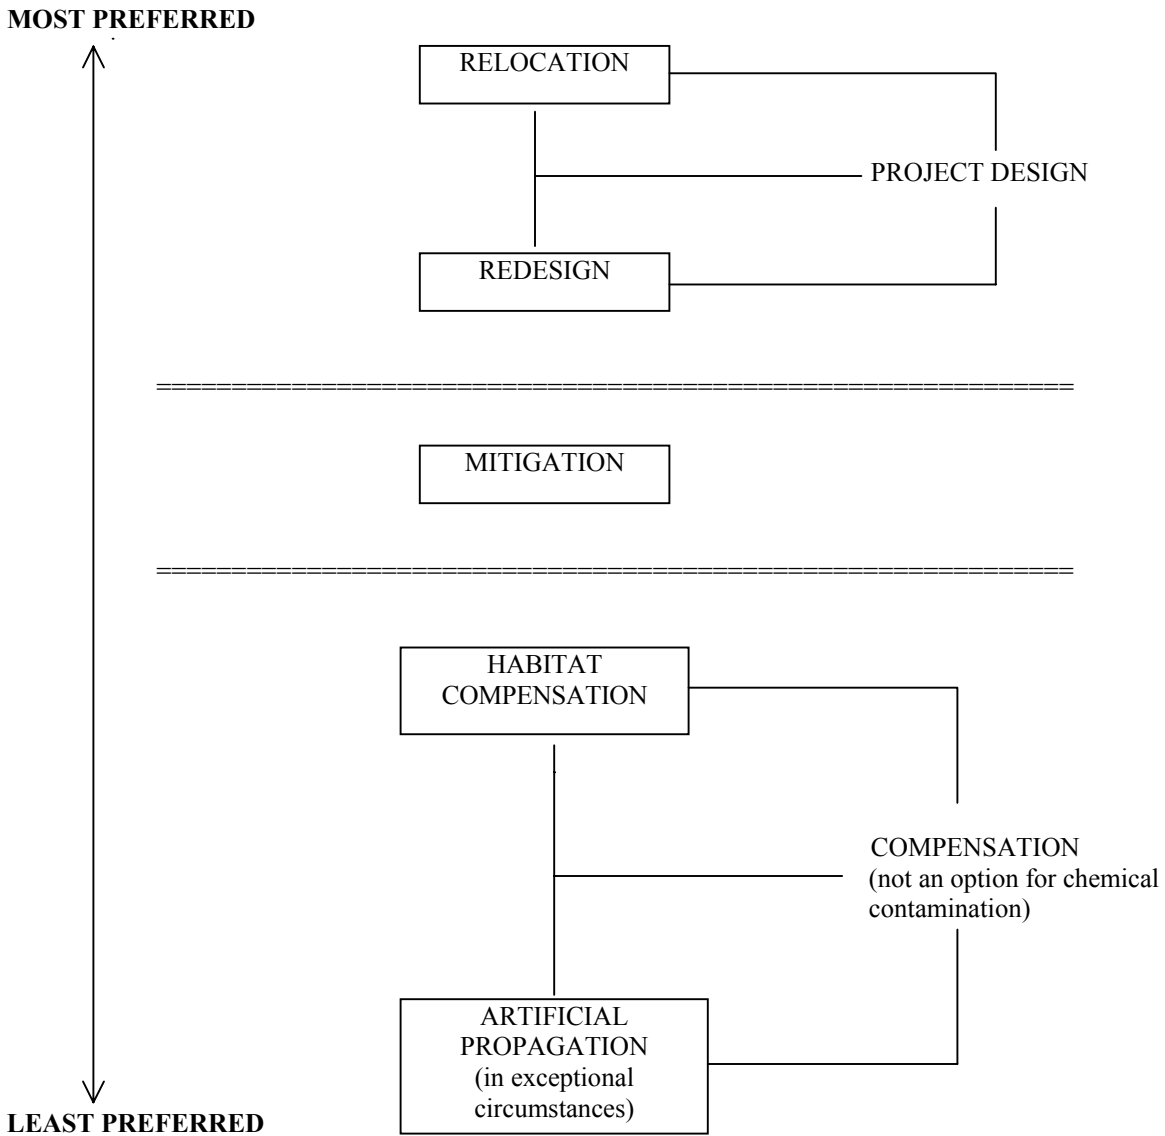 MOST PREFERRED
RELOCATION
PROJECT DESIGN
REDESIGN
MITIGATION
HABITAT
COMPENSATION
COMPENSATION
(not an option for chemical
contamination)
ARTIFICIAL
PROPAGATION
(in exceptional
circumstances)
LEAST PREFERRED